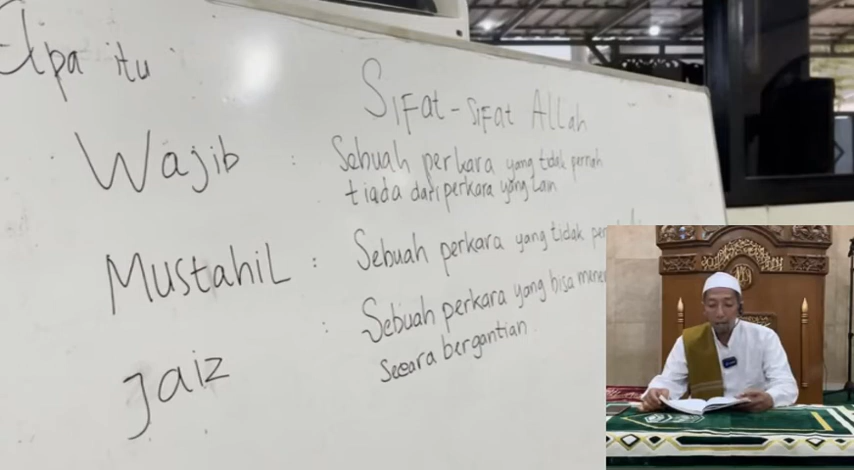 Apa itu
Sifat-sifat Allah
Wajib : Sebuah perkara yang tidak pernah
tiada dari perkara yang lain
Mustahil : Sebuah perkara yang tidak
Jaiz : Sebuah perkara yang bisa
Secara bergantian